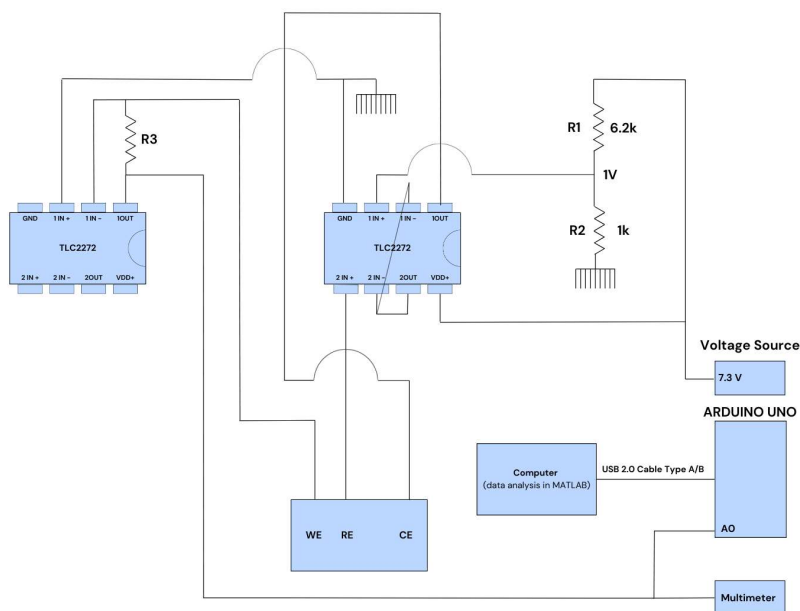 R1
6.2k
R3
1V
R2
1k
GND
1 IN +
1 IN -
1OUT
TLC2272
2 IN +
2 IN -
2OUT
VDD+
GND
1 IN +
1 IN -
1OUT
TLC2272
2 IN +
2 IN -
2OUT
VDD+
Voltage Source
7.3 V
ARDUINO UNO
Computer
(data analysis in MATLAB)
USB 2.0 Cable Type A/B
A0
WE
RE
CE
Multimeter